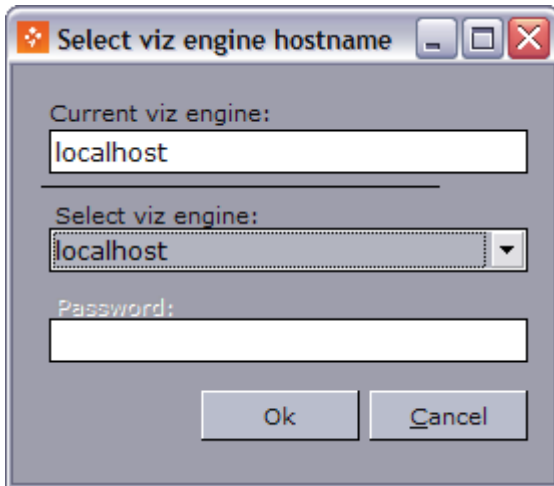 Select viz engine hostname
Current viz engine:
localhost
Select viz engine:
localhost
Password:
Ok
Cancel